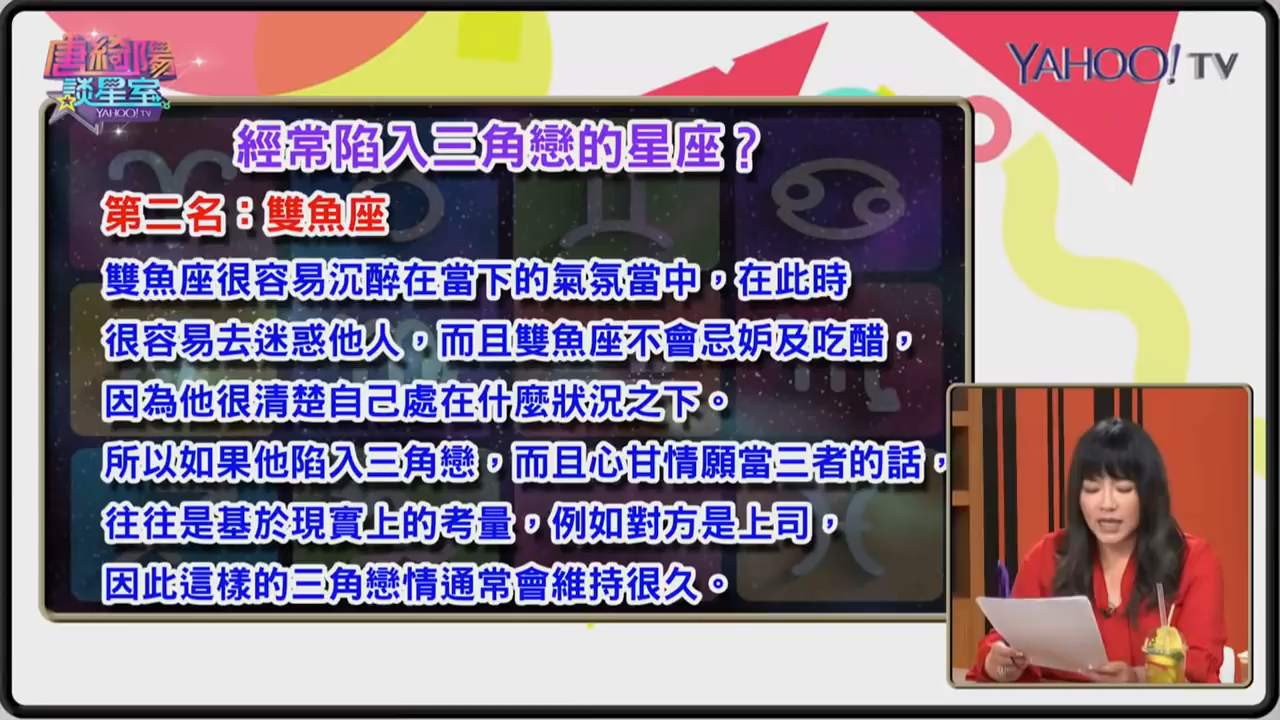 唐綺陽
談星室
YAHOO! TV
YAHOO! TV
經常陷入三角戀的星座？
第二名：雙魚座
雙魚座很容易沉醉在當下的氣氛當中，在此時
很容易去迷惑他人，而且雙魚座不會忌妒及吃醋，
因為他很清楚自己處在什麼狀況之下。
所以如果他陷入三角戀，而且心甘情願當三者的話，
往往是基於現實上的考量，例如對方是上司，
因此這樣的三角戀情通常會維持很久。